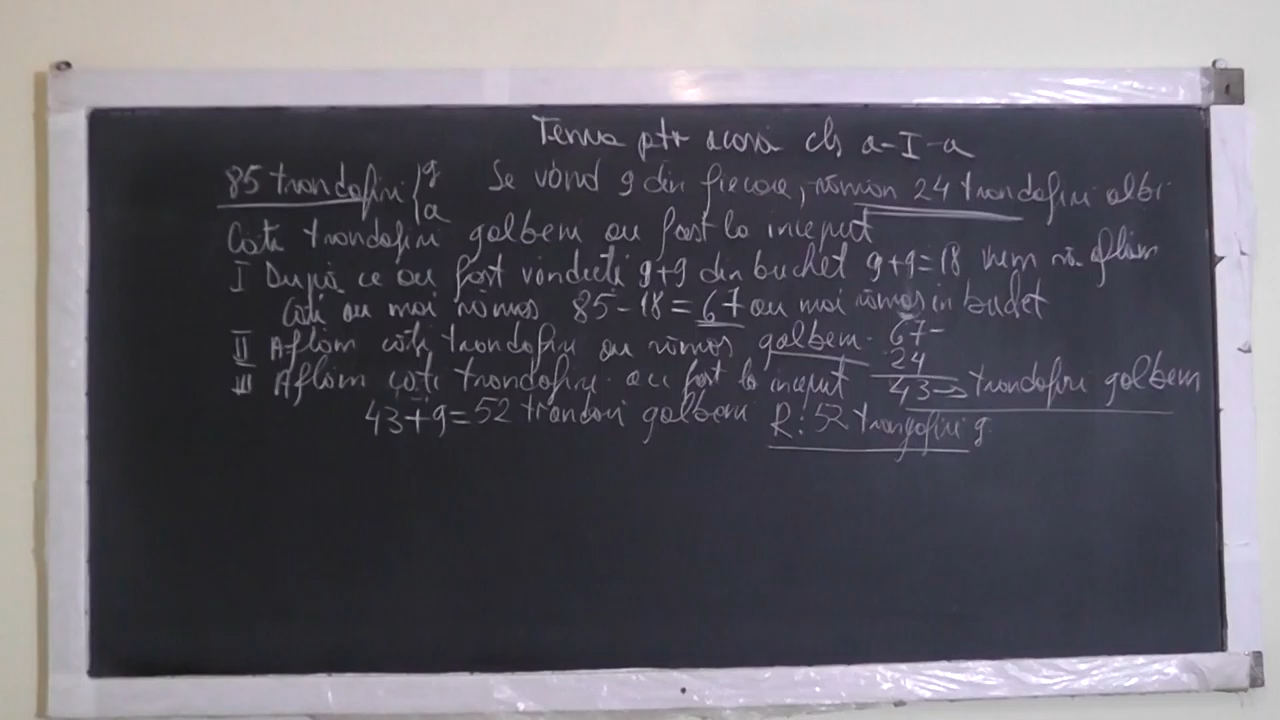 Tema ptr acasă cls a-I-a
85 trandafiri g a Se vând 9 din fiecare, rămân 24 trandafiri albi
Câți trandafiri galbeni au fost la început
I După ce au fost vânduți 9+9 din buchet 9+9=18 vrem să aflăm
câți au mai rămas 85-18=67 au mai rămas în buchet
II Aflăm câți trandafiri au rămas galbeni. 67-
24
III Aflăm câți trandafiri au fost la început 43 → trandafiri galbeni
43+9=52 trandafiri galbeni R: 52 trandafiri g